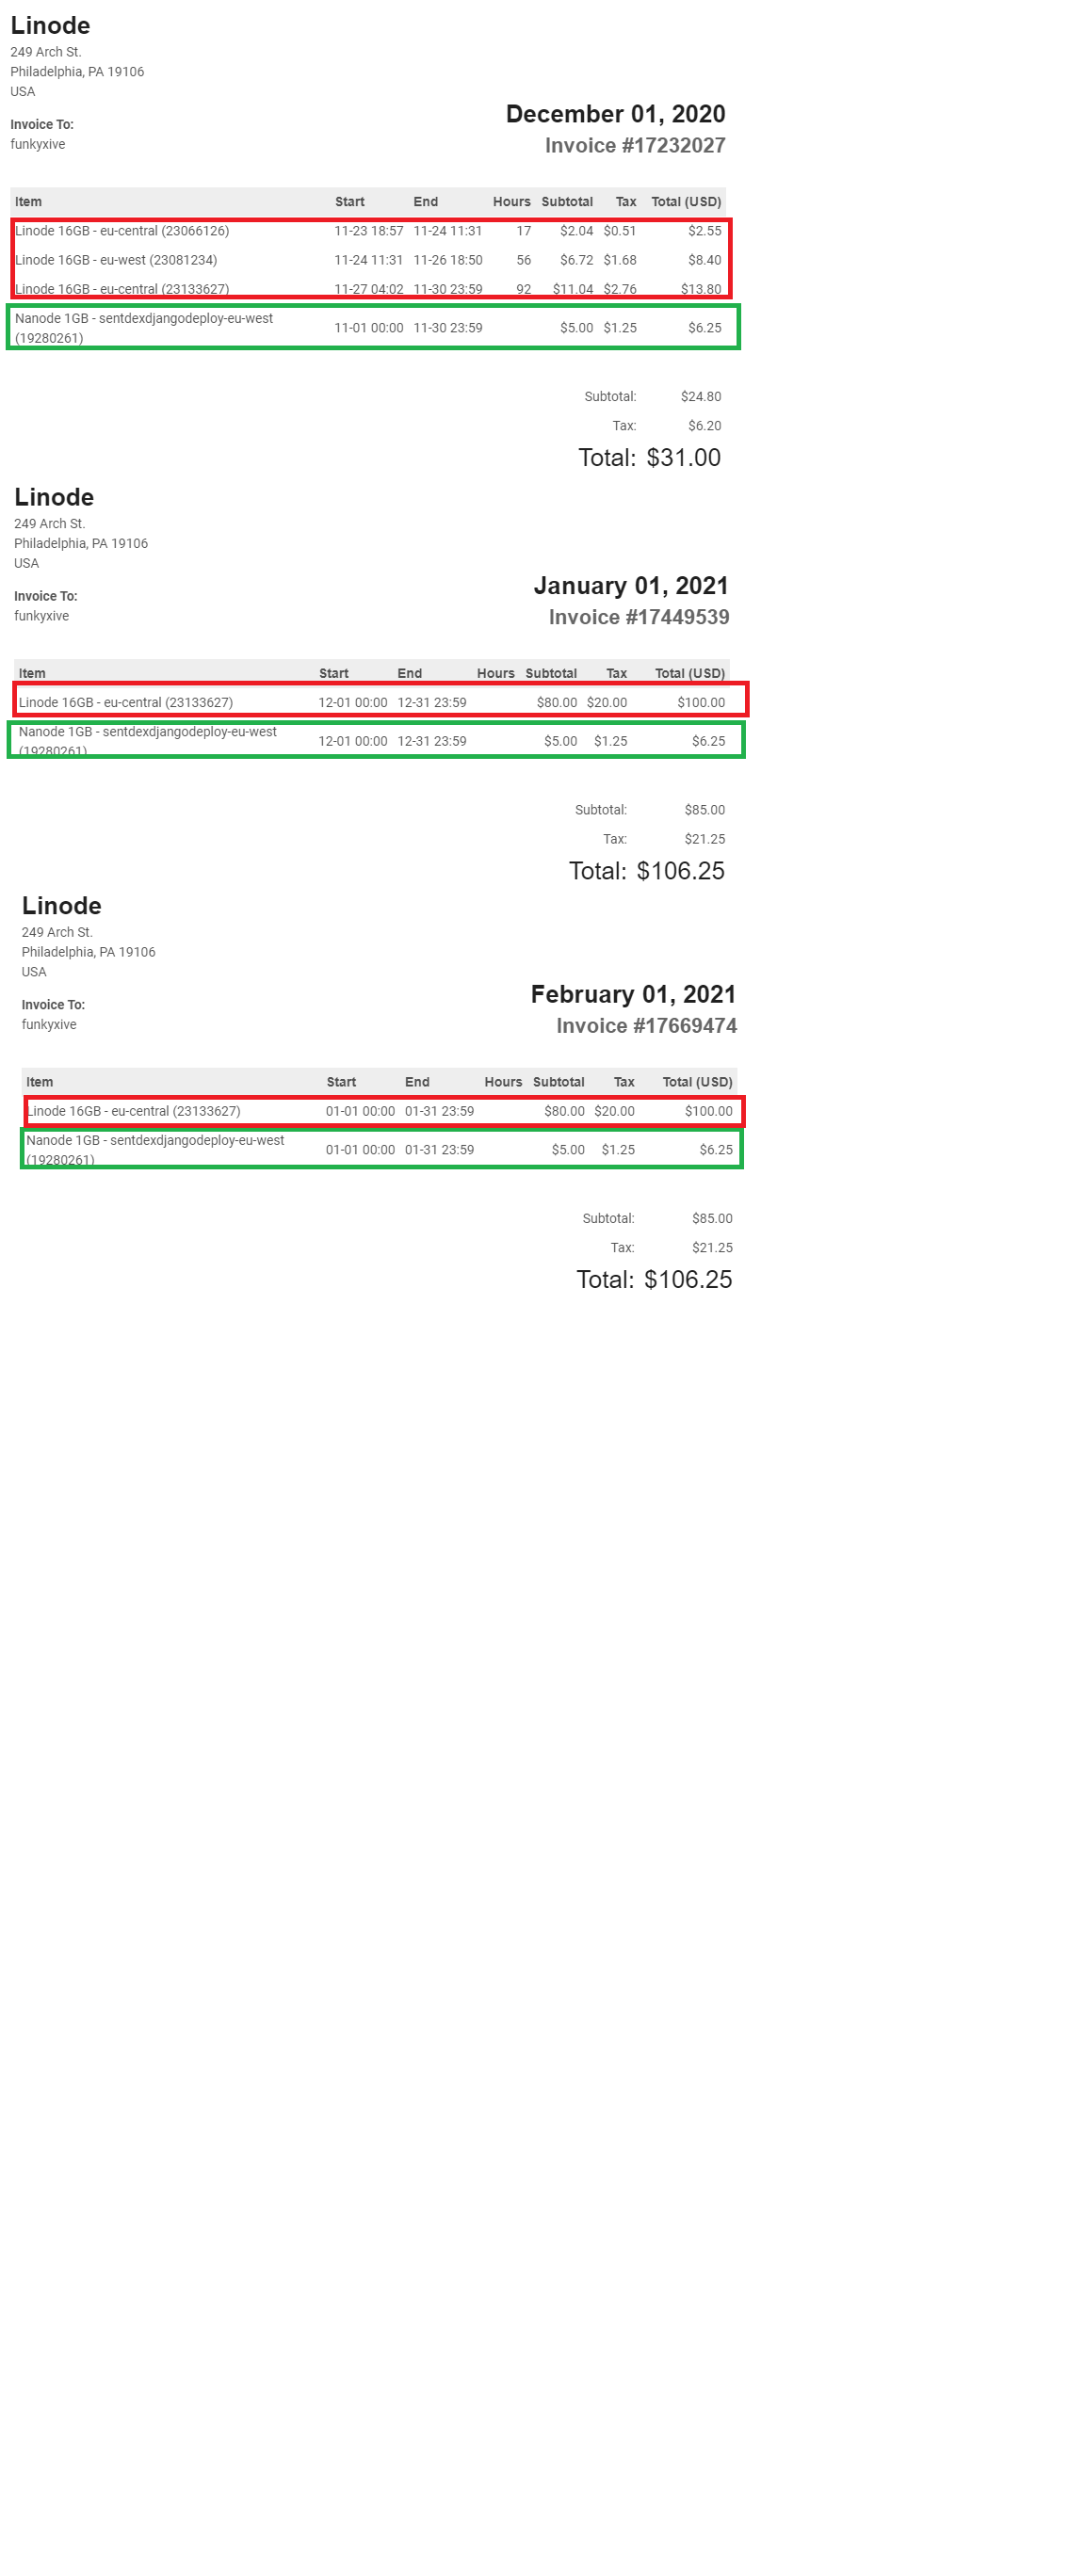 Linode
249 Arch St.
Philadelphia, PA 19106
USA
Invoice To:
funkyxive
December 01, 2020
Invoice #17232027
Item Start End Hours Subtotal Tax Total (USD)
Linode 16GB - eu-central (23066126) 11-23 18:57 11-24 11:31 17 $2.04 $0.51 $2.55
Linode 16GB - eu-west (23081234) 11-24 11:31 11-26 18:50 56 $6.72 $1.68 $8.40
Linode 16GB - eu-central (23133627) 11-27 04:02 11-30 23:59 92 $11.04 $2.76 $13.80
Nanode 1GB - sentdexdjangodeploy-eu-west
(19280261) 11-01 00:00 11-30 23:59 $5.00 $1.25 $6.25
Subtotal: $24.80
Tax: $6.20
Total: $31.00
Linode
249 Arch St.
Philadelphia, PA 19106
USA
Invoice To:
funkyxive
January 01, 2021
Invoice #17449539
Item Start End Hours Subtotal Tax Total (USD)
Linode 16GB - eu-central (23133627) 12-01 00:00 12-31 23:59 $80.00 $20.00 $100.00
Nanode 1GB - sentdexdjangodeploy-eu-west
(19280261) 12-01 00:00 12-31 23:59 $5.00 $1.25 $6.25
Subtotal: $85.00
Tax: $21.25
Total: $106.25
Linode
249 Arch St.
Philadelphia, PA 19106
USA
Invoice To:
funkyxive
February 01, 2021
Invoice #17669474
Item Start End Hours Subtotal Tax Total (USD)
Linode 16GB - eu-central (23133627) 01-01 00:00 01-31 23:59 $80.00 $20.00 $100.00
Nanode 1GB - sentdexdjangodeploy-eu-west
(19280261) 01-01 00:00 01-31 23:59 $5.00 $1.25 $6.25
Subtotal: $85.00
Tax: $21.25
Total: $106.25